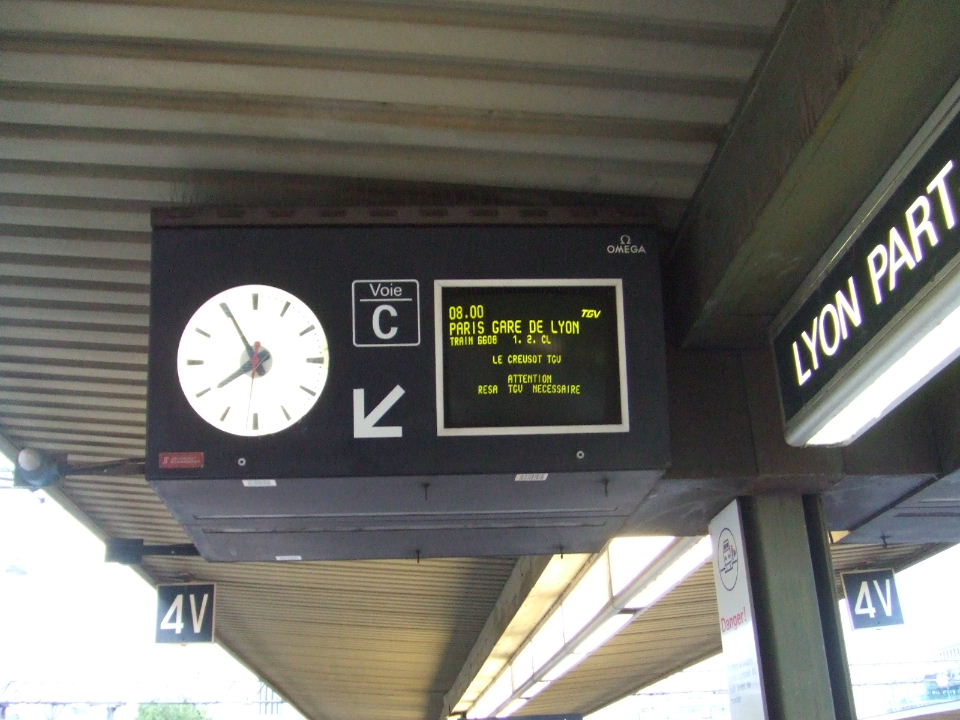 Ω
OMEGA
Voie
C
08.00 TGV
PARIS GARE DE LYON
TRAIN 6608 1. 2. CL
LE CREUSOT TGV
ATTENTION
RESA TGV NECESSAIRE
LYON PART
4V
4V
Danger!